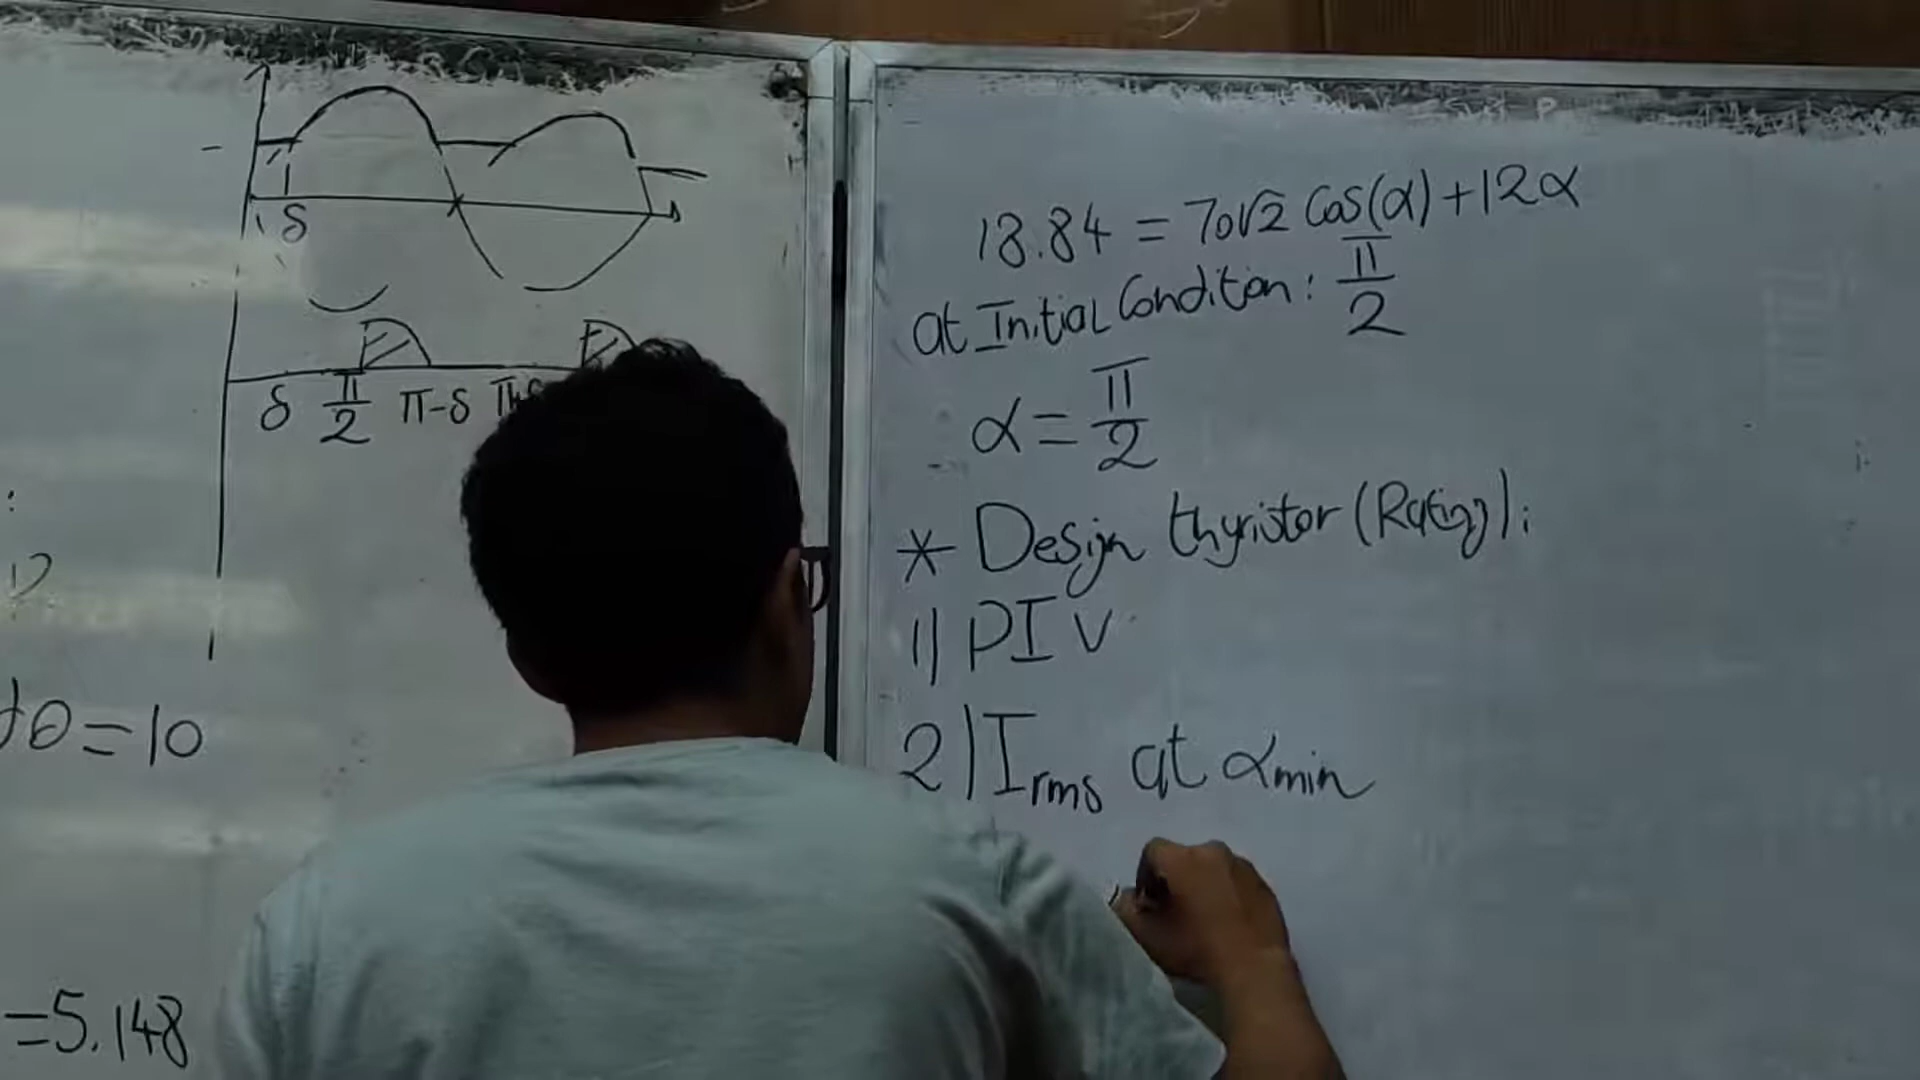 δ
δ π/2 π-δ
dθ=10
=5.148
18.84 = 70√2 Cos(α)+12α
at Initial Condition: π/2
α = π/2
* Design thyristor (Rating):
1) PIV
2) Irms at αmin